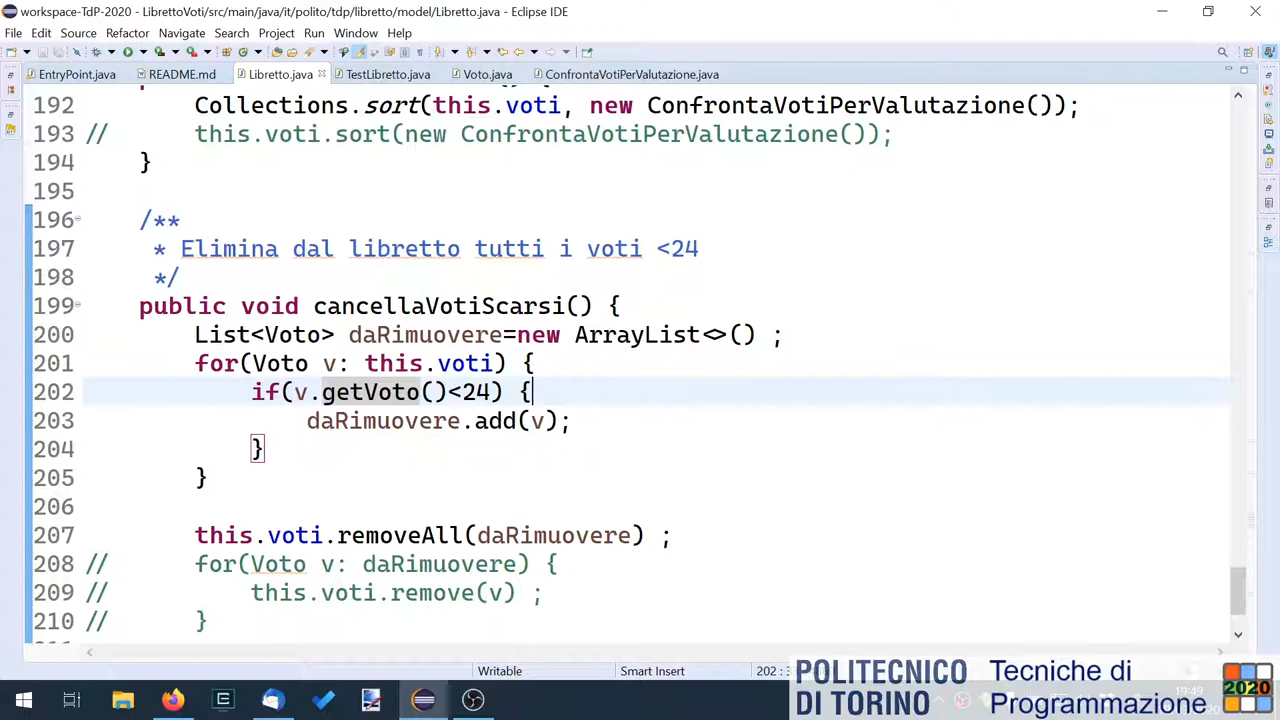 workspace-TdP-2020 - LibrettoVoti/src/main/java/it/polito/tdp/libretto/model/Libretto.java - Eclipse IDE
File Edit Source Refactor Navigate Search Project Run Window Help
EntryPoint.java README.md Libretto.java TestLibretto.java Voto.java ConfrontaVotiPerValutazione.java
192 Collections.sort(this.voti, new ConfrontaVotiPerValutazione());
193 // this.voti.sort(new ConfrontaVotiPerValutazione());
194 }
195
196 /**
197 * Elimina dal libretto tutti i voti <24
198 */
199 public void cancellaVotiScarsi() {
200 List<Voto> daRimuovere=new ArrayList<>() ;
201 for(Voto v: this.voti) {
202 if(v.getVoto()<24) {
203 daRimuovere.add(v);
204 }
205 }
206
207 this.voti.removeAll(daRimuovere) ;
208 // for(Voto v: daRimuovere) {
209 // this.voti.remove(v) ;
210 // }
Writable Smart Insert 202 :
POLITECNICO DI TORINO
Tecniche di Programmazione
2020
19:49